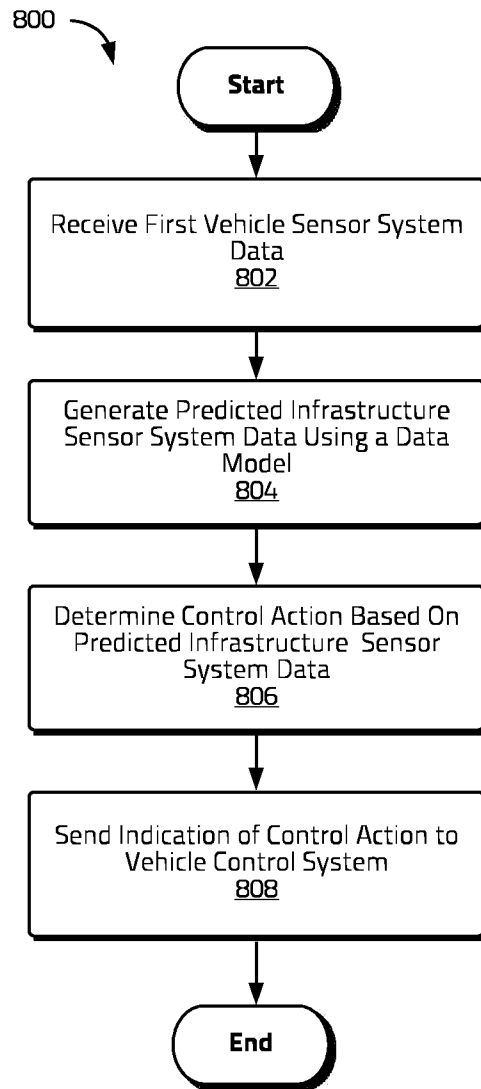 800
Start
Receive First Vehicle Sensor System
Data
802
Generate Predicted Infrastructure
Sensor System Data Using a Data
Model
804
Determine Control Action Based On
Predicted Infrastructure Sensor
System Data
806
Send Indication of Control Action to
Vehicle Control System
808
End